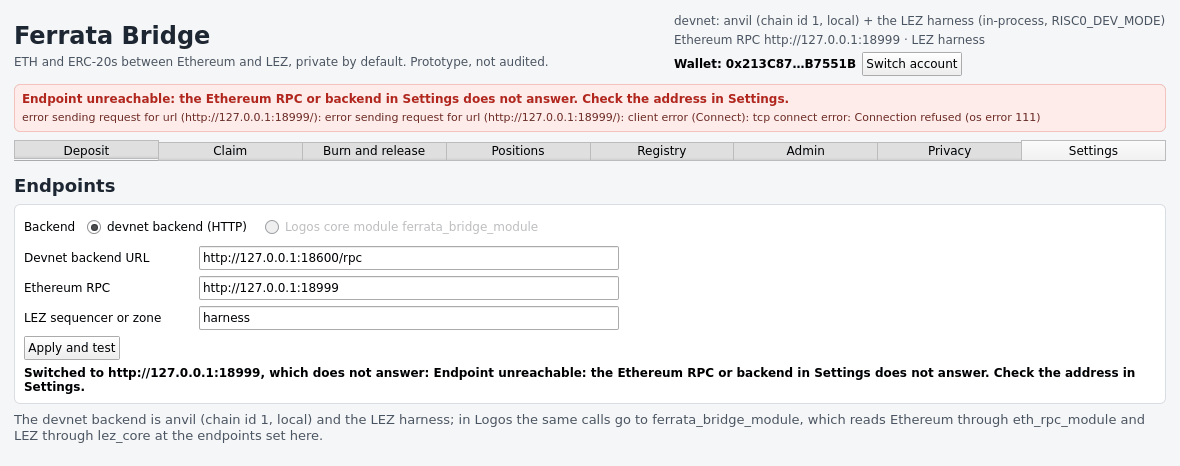 Ferrata Bridge
ETH and ERC-20s between Ethereum and LEZ, private by default. Prototype, not audited.
devnet: anvil (chain id 1, local) + the LEZ harness (in-process, RISC0_DEV_MODE)
Ethereum RPC http://127.0.0.1:18999 · LEZ harness
Wallet: 0x213C87…B7551B Switch account
Endpoint unreachable: the Ethereum RPC or backend in Settings does not answer. Check the address in Settings.
error sending request for url (http://127.0.0.1:18999/): error sending request for url (http://127.0.0.1:18999/): client error (Connect): tcp connect error: Connection refused (os error 111)
Deposit Claim Burn and release Positions Registry Admin Privacy Settings
Endpoints
Backend devnet backend (HTTP) Logos core module ferrata_bridge_module
Devnet backend URL http://127.0.0.1:18600/rpc
Ethereum RPC http://127.0.0.1:18999
LEZ sequencer or zone harness
Apply and test
Switched to http://127.0.0.1:18999, which does not answer: Endpoint unreachable: the Ethereum RPC or backend in Settings does not answer. Check the address in
Settings.
The devnet backend is anvil (chain id 1, local) and the LEZ harness; in Logos the same calls go to ferrata_bridge_module, which reads Ethereum through eth_rpc_module and
LEZ through lez_core at the endpoints set here.